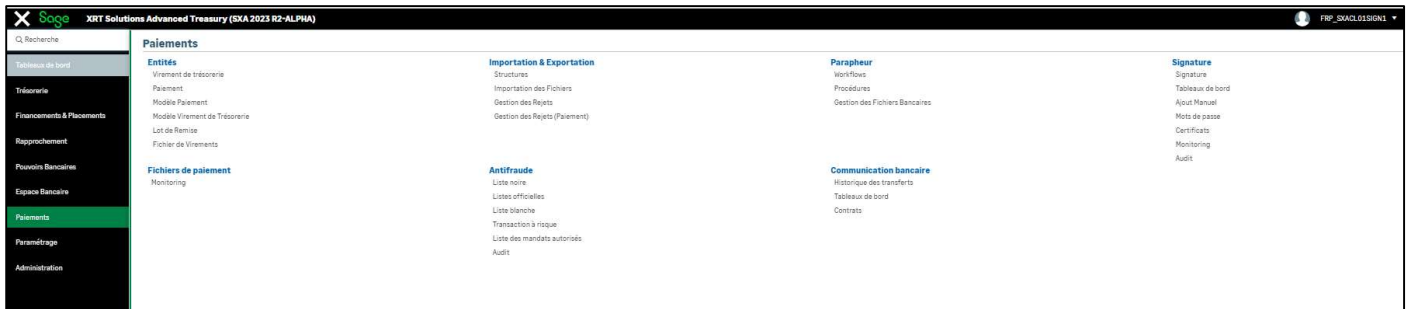 Sage XRT Solutions Advanced Treasury (SXA 2023 R2-ALPHA)
FRP_SXACL01SIGN1
Recherche
Tableaux de bord
Trésorerie
Financements & Placements
Rapprochement
Pouvoirs Bancaires
Espace Bancaire
Paiements
Paramétrage
Administration
Paiements
Entités
Virement de trésorerie
Paiement
Modèle Paiement
Modèle Virement de Trésorerie
Lot de Remise
Fichier de Virements
Importation & Exportation
Structures
Importation des Fichiers
Gestion des Rejets
Gestion des Rejets (Paiement)
Parapheur
Workflows
Procédures
Gestion des Fichiers Bancaires
Signature
Signature
Tableaux de bord
Ajout Manuel
Mots de passe
Certificats
Monitoring
Audit
Fichiers de paiement
Monitoring
Antifraude
Liste noire
Listes officielles
Liste blanche
Transaction à risque
Liste des mandats autorisés
Audit
Communication bancaire
Historique des transferts
Tableaux de bord
Contrats